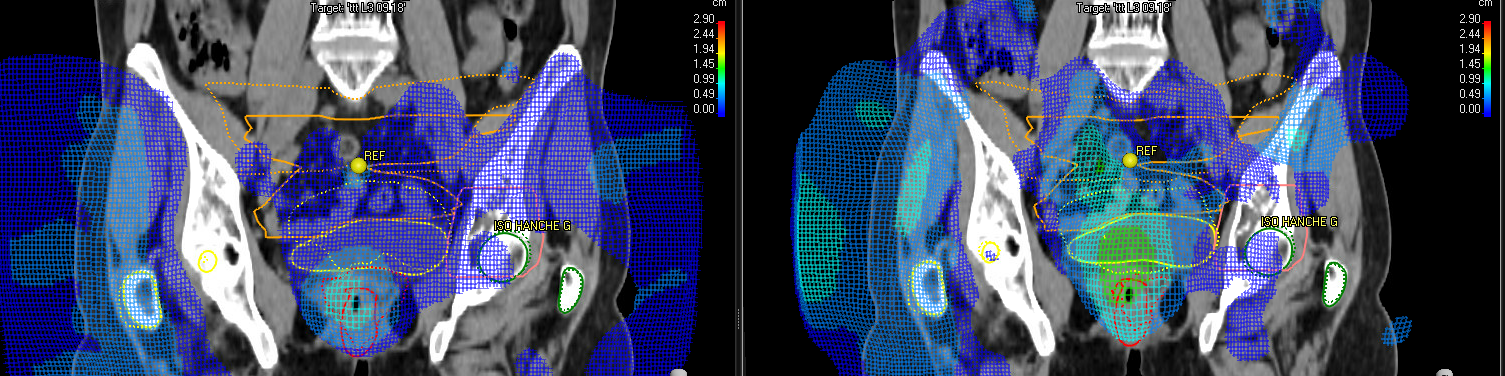 Target: 'ttt L3 09.18'
cm
2.90
2.44
1.94
1.45
0.99
0.49
0.00
REF
ISO HANCHE G
Target: 'ttt L3 09.18'
cm
2.90
2.44
1.94
1.45
0.99
0.49
0.00
REF
ISO HANCHE G